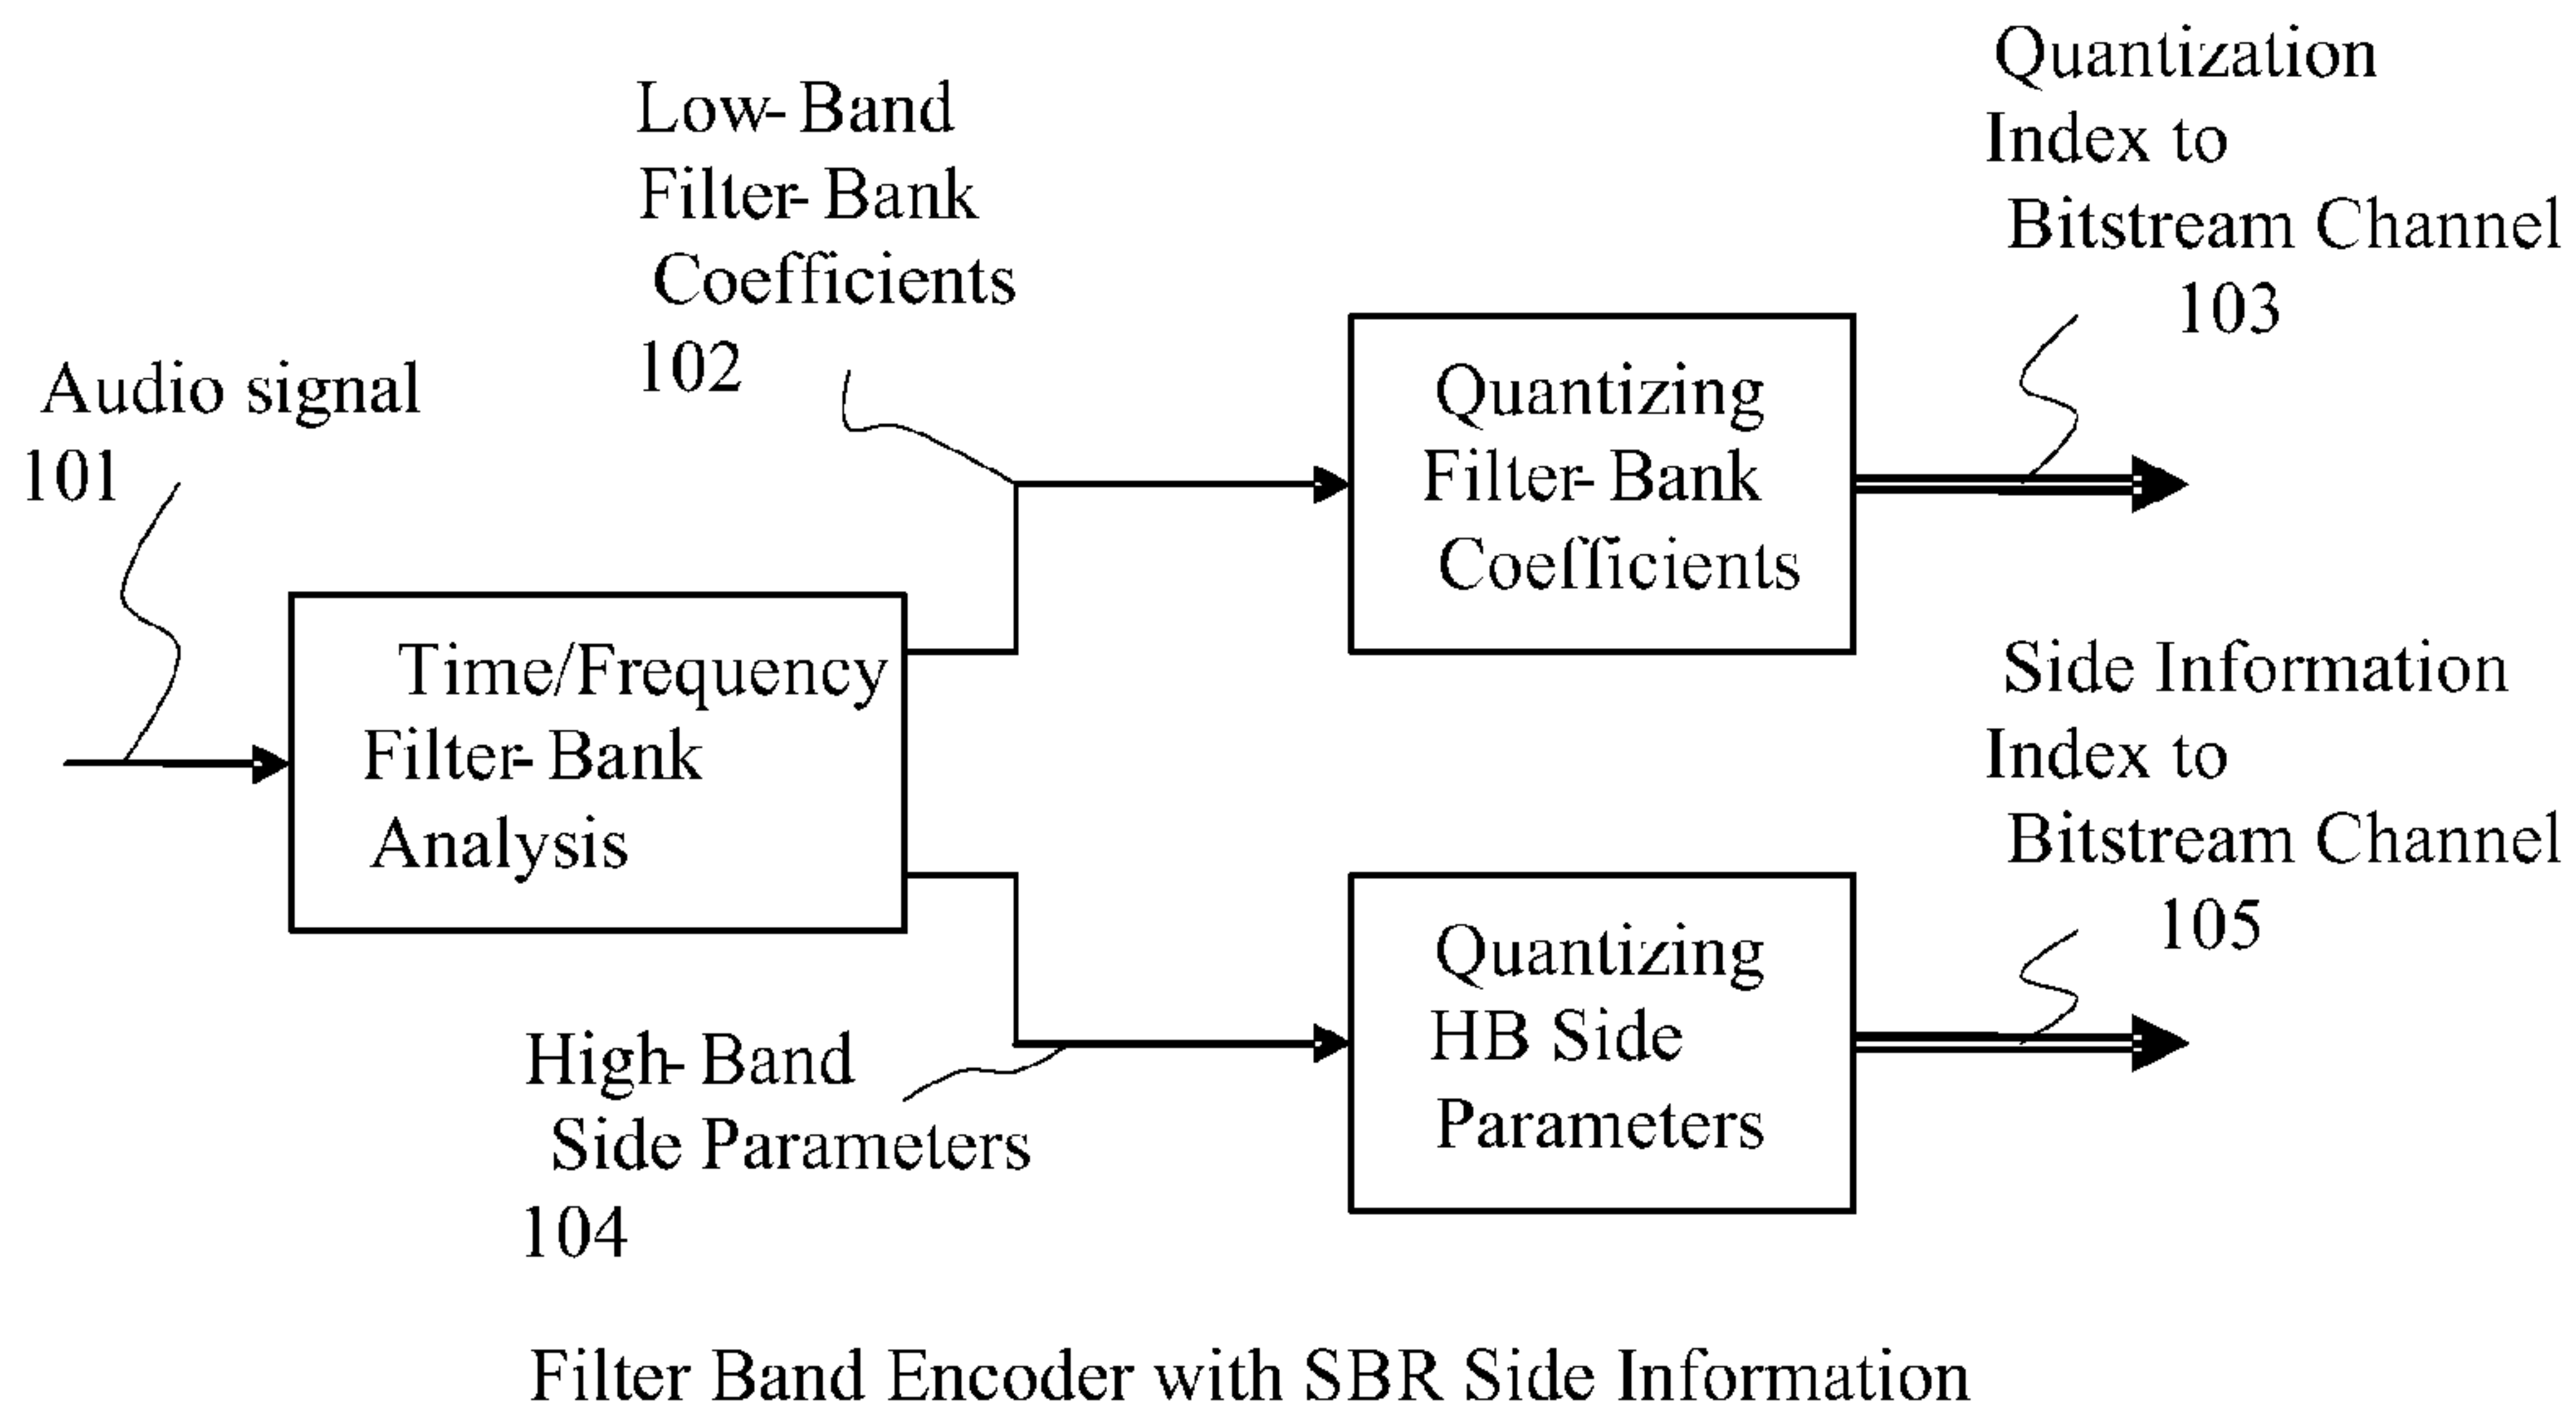 Quantization
Index to
Bitstream Channel
103
Low-Band
Filter-Bank
Coefficients
102
Audio signal
101
Quantizing
Filter-Bank
Coefficients
Time/Frequency
Filter-Bank
Analysis
Side Information
Index to
Bitstream Channel
105
High-Band
Side Parameters
104
Quantizing
HB Side
Parameters
Filter Band Encoder with SBR Side Information